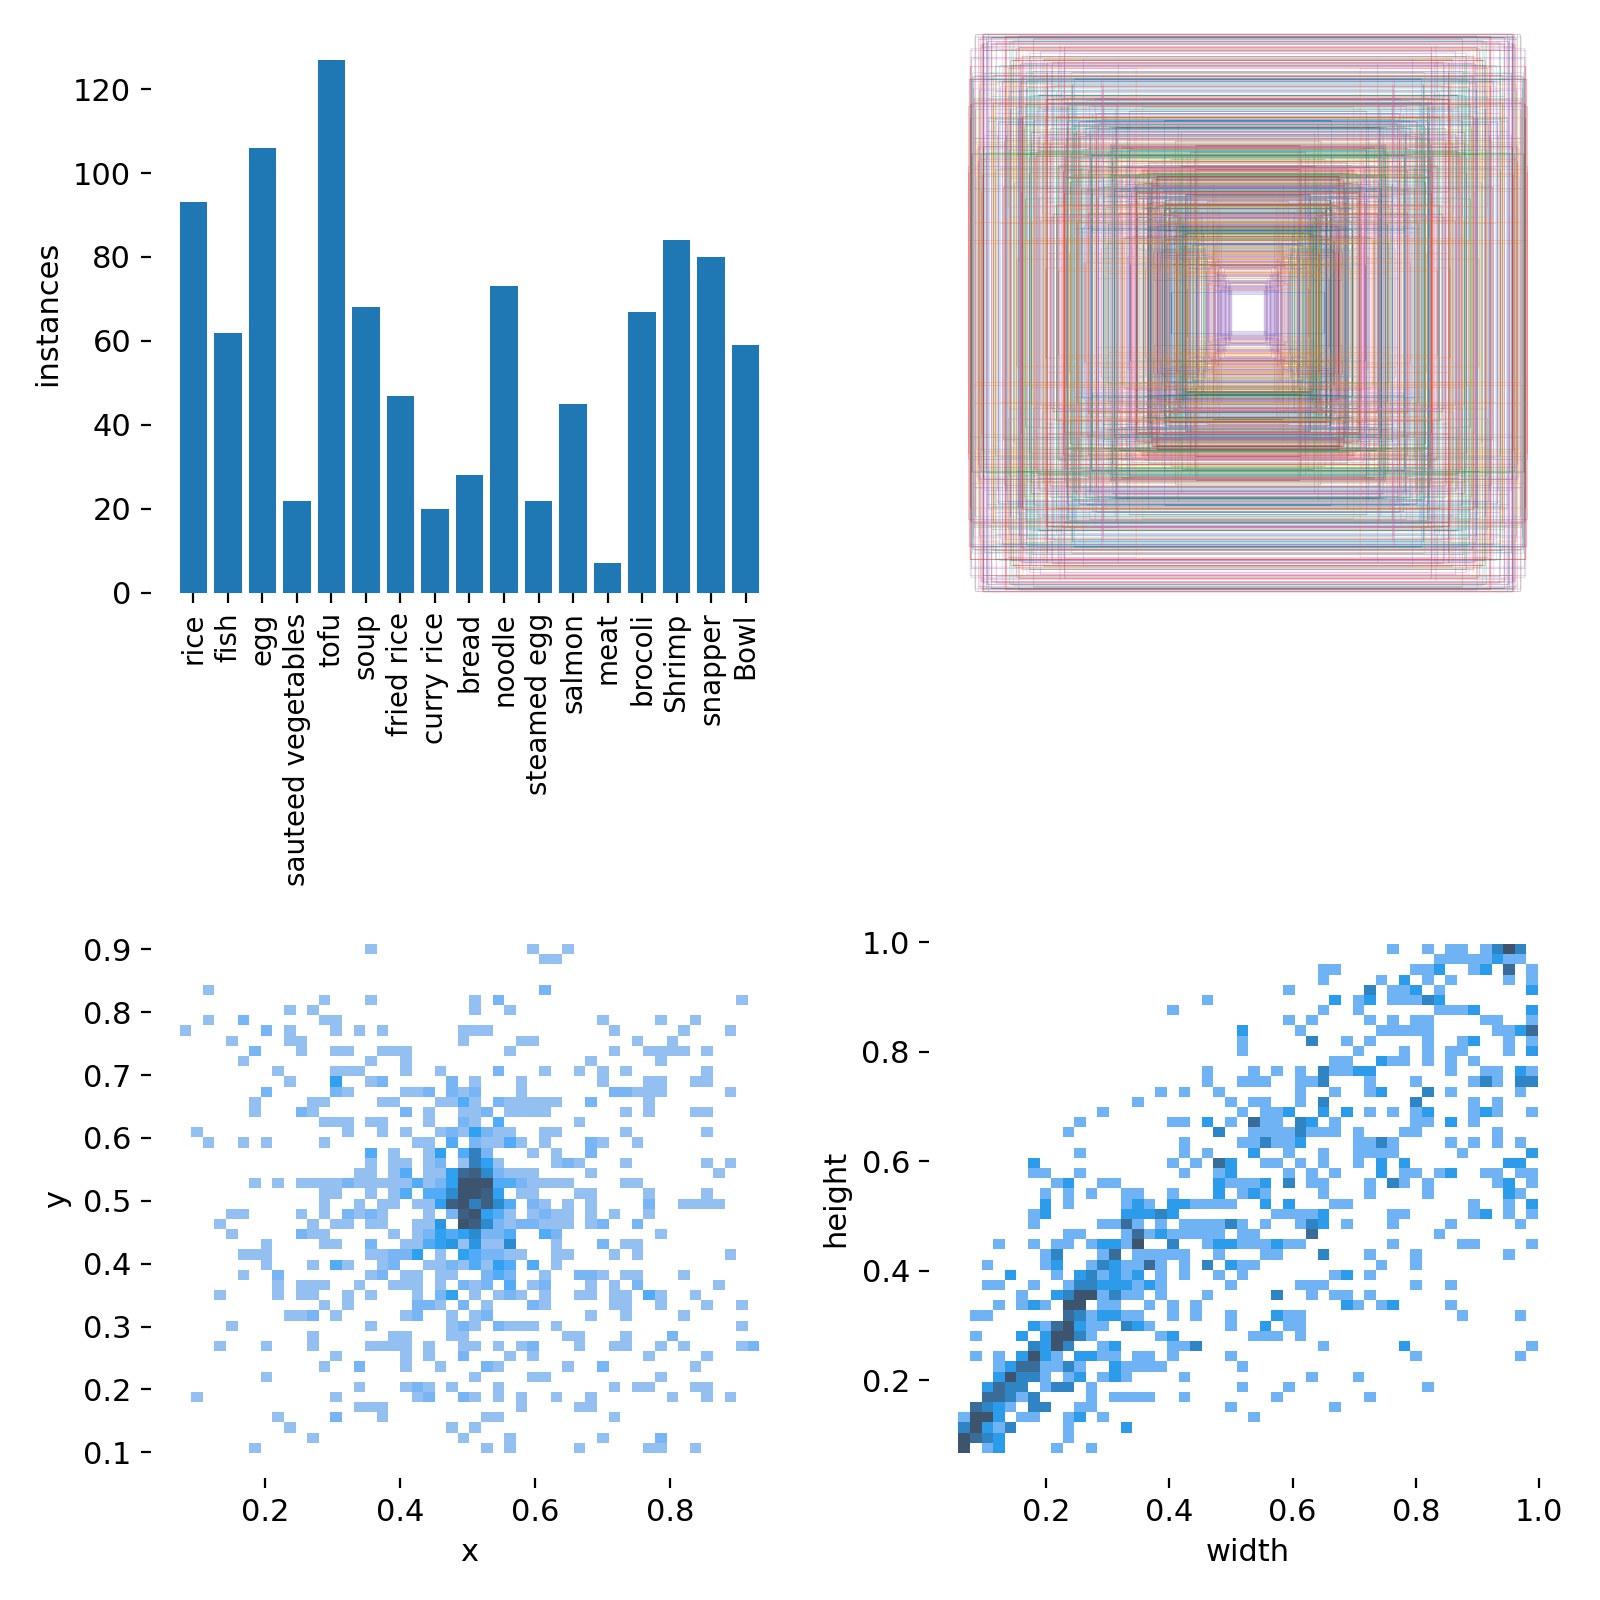 120
100
80
60
40
20
0
instances
rice
fish
egg
sauteed vegetables
tofu
soup
fried rice
curry rice
bread
noodle
steamed egg
salmon
meat
brocoli
Shrimp
snapper
Bowl
0.9
0.8
0.7
0.6
0.5
0.4
0.3
0.2
0.1
y
0.2 0.4 0.6 0.8
x
1.0
0.8
0.6
0.4
0.2
height
0.2 0.4 0.6 0.8 1.0
width